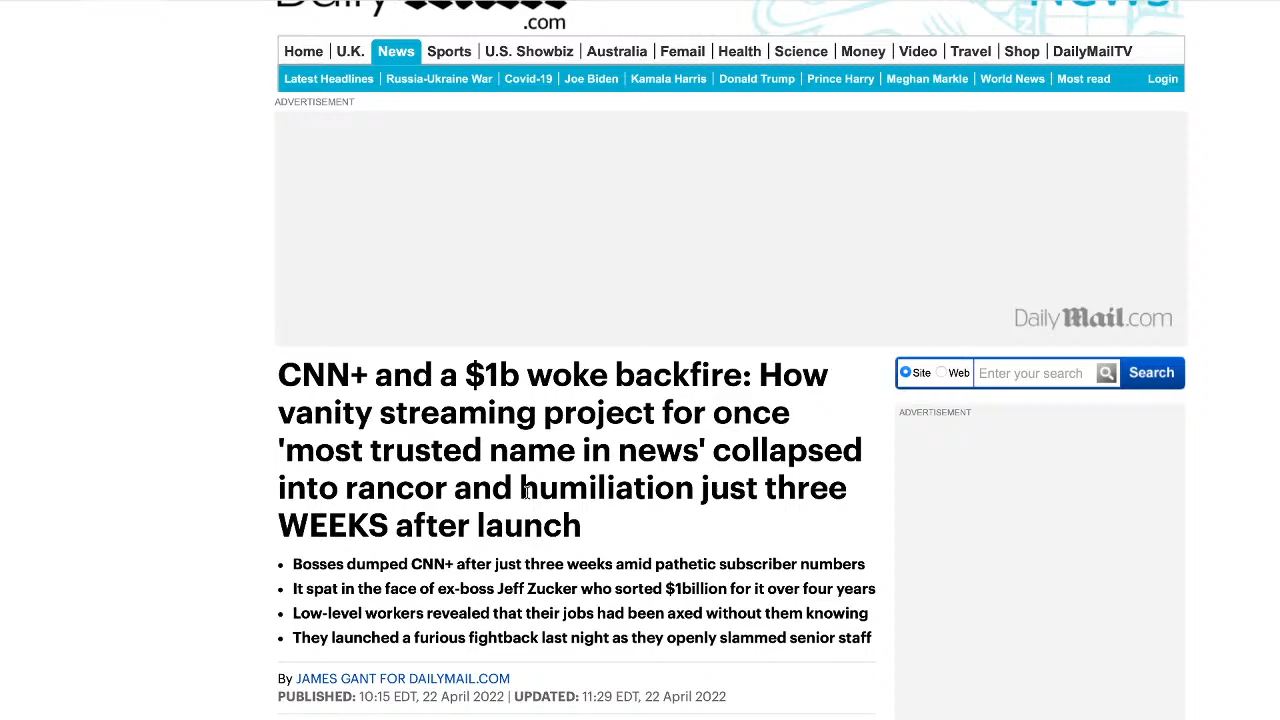 Daily Mail
.com
News
Home U.K. News Sports U.S. Showbiz Australia Femail Health Science Money Video Travel Shop DailyMailTV
Latest Headlines Russia-Ukraine War Covid-19 Joe Biden Kamala Harris Donald Trump Prince Harry Meghan Markle World News Most read Login
ADVERTISEMENT
Daily Mail.com
CNN+ and a $1b woke backfire: How
vanity streaming project for once
'most trusted name in news' collapsed
into rancor and humiliation just three
WEEKS after launch
• Bosses dumped CNN+ after just three weeks amid pathetic subscriber numbers
• It spat in the face of ex-boss Jeff Zucker who sorted $1billion for it over four years
• Low-level workers revealed that their jobs had been axed without them knowing
• They launched a furious fightback last night as they openly slammed senior staff
By JAMES GANT FOR DAILYMAIL.COM
PUBLISHED: 10:15 EDT, 22 April 2022 | UPDATED: 11:29 EDT, 22 April 2022
Site Web Enter your search Search
ADVERTISEMENT